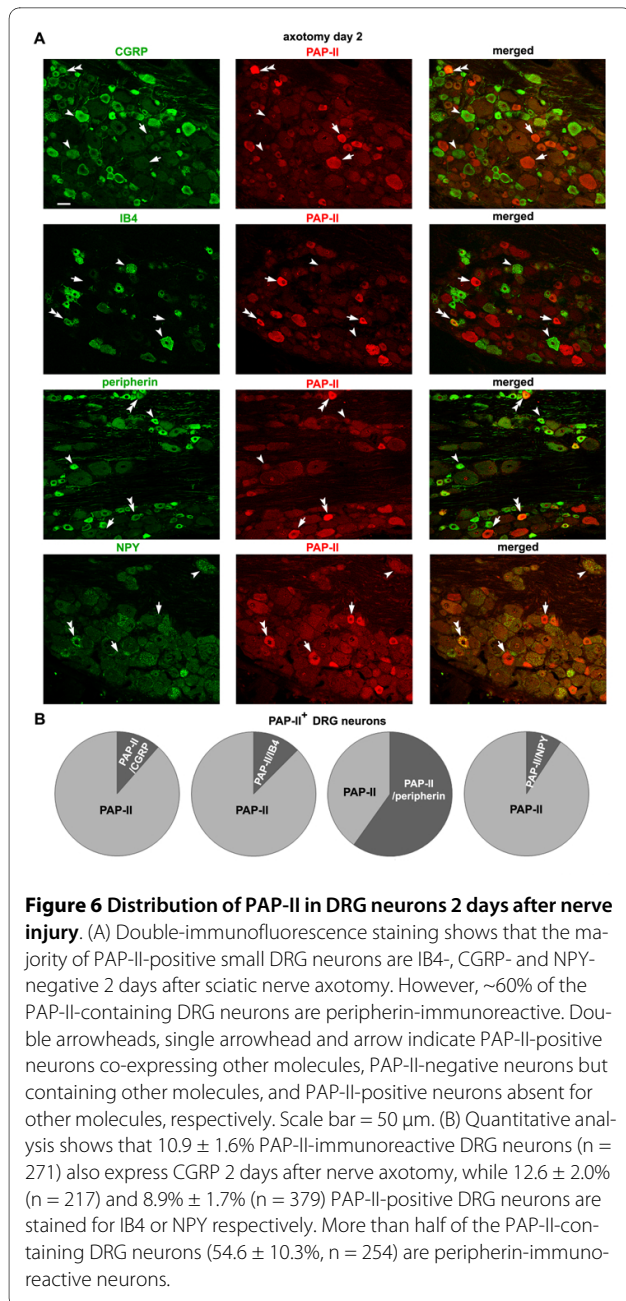 A
axotomy day 2
CGRP PAP-II merged
IB4 PAP-II merged
peripherin PAP-II merged
NPY PAP-II merged
B
PAP-II⁺ DRG neurons
PAP-II
/CGRP
PAP-II
PAP-II/IB4
PAP-II
PAP-II
PAP-II
/peripherin
PAP-II/NPY
PAP-II
Figure 6 Distribution of PAP-II in DRG neurons 2 days after nerve
injury. (A) Double-immunofluorescence staining shows that the ma-
jority of PAP-II-positive small DRG neurons are IB4-, CGRP- and NPY-
negative 2 days after sciatic nerve axotomy. However, ~60% of the
PAP-II-containing DRG neurons are peripherin-immunoreactive. Dou-
ble arrowheads, single arrowhead and arrow indicate PAP-II-positive
neurons co-expressing other molecules, PAP-II-negative neurons but
containing other molecules, and PAP-II-positive neurons absent for
other molecules, respectively. Scale bar = 50 μm. (B) Quantitative anal-
ysis shows that 10.9 ± 1.6% PAP-II-immunoreactive DRG neurons (n =
271) also express CGRP 2 days after nerve axotomy, while 12.6 ± 2.0%
(n = 217) and 8.9% ± 1.7% (n = 379) PAP-II-positive DRG neurons are
stained for IB4 or NPY respectively. More than half of the PAP-II-con-
taining DRG neurons (54.6 ± 10.3%, n = 254) are peripherin-immuno-
reactive neurons.